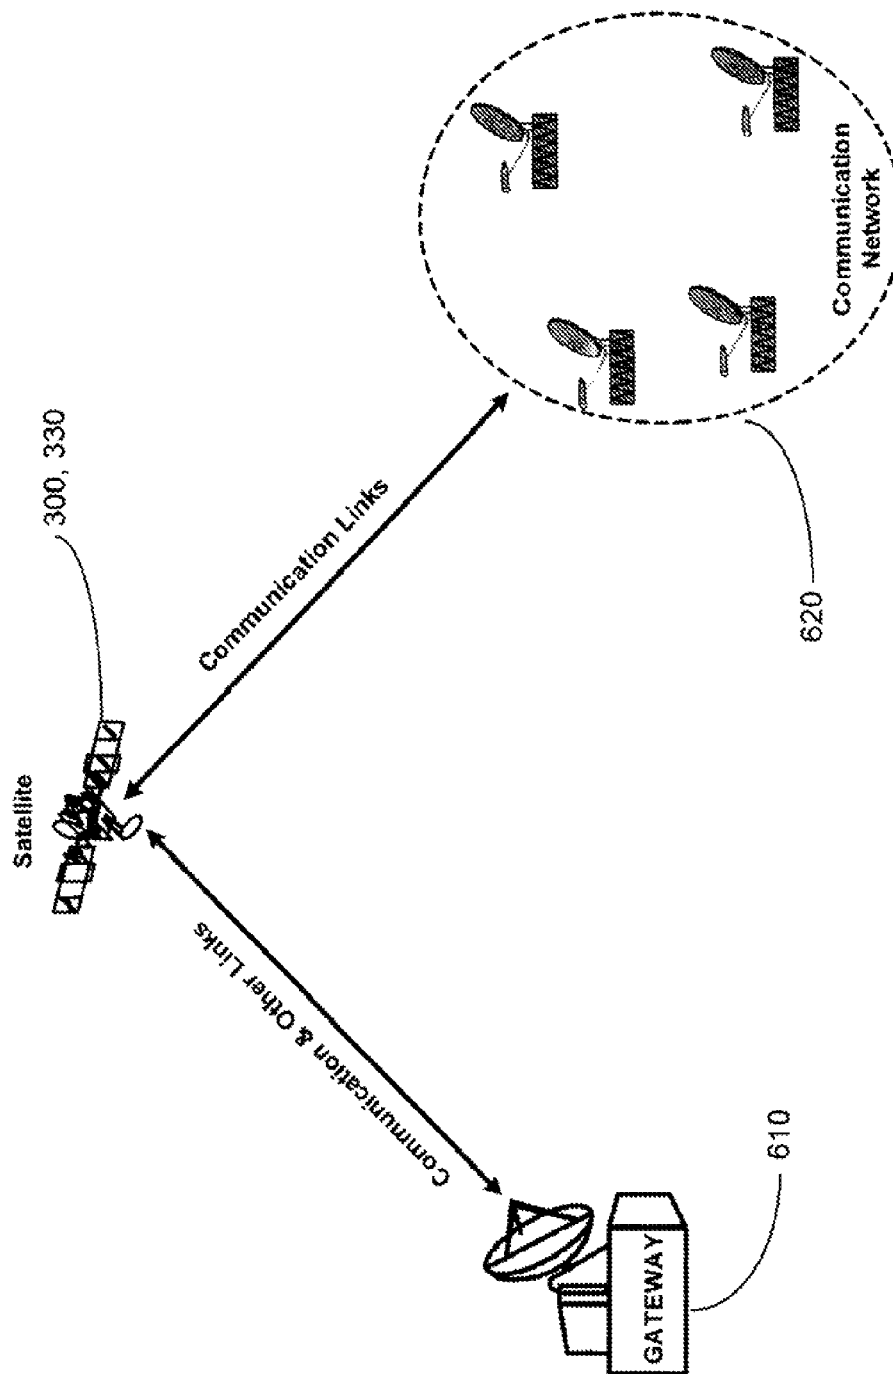 Satellite
300, 330
Communication & Other Links
Communication Links
GATEWAY
610
620
Communication
Network